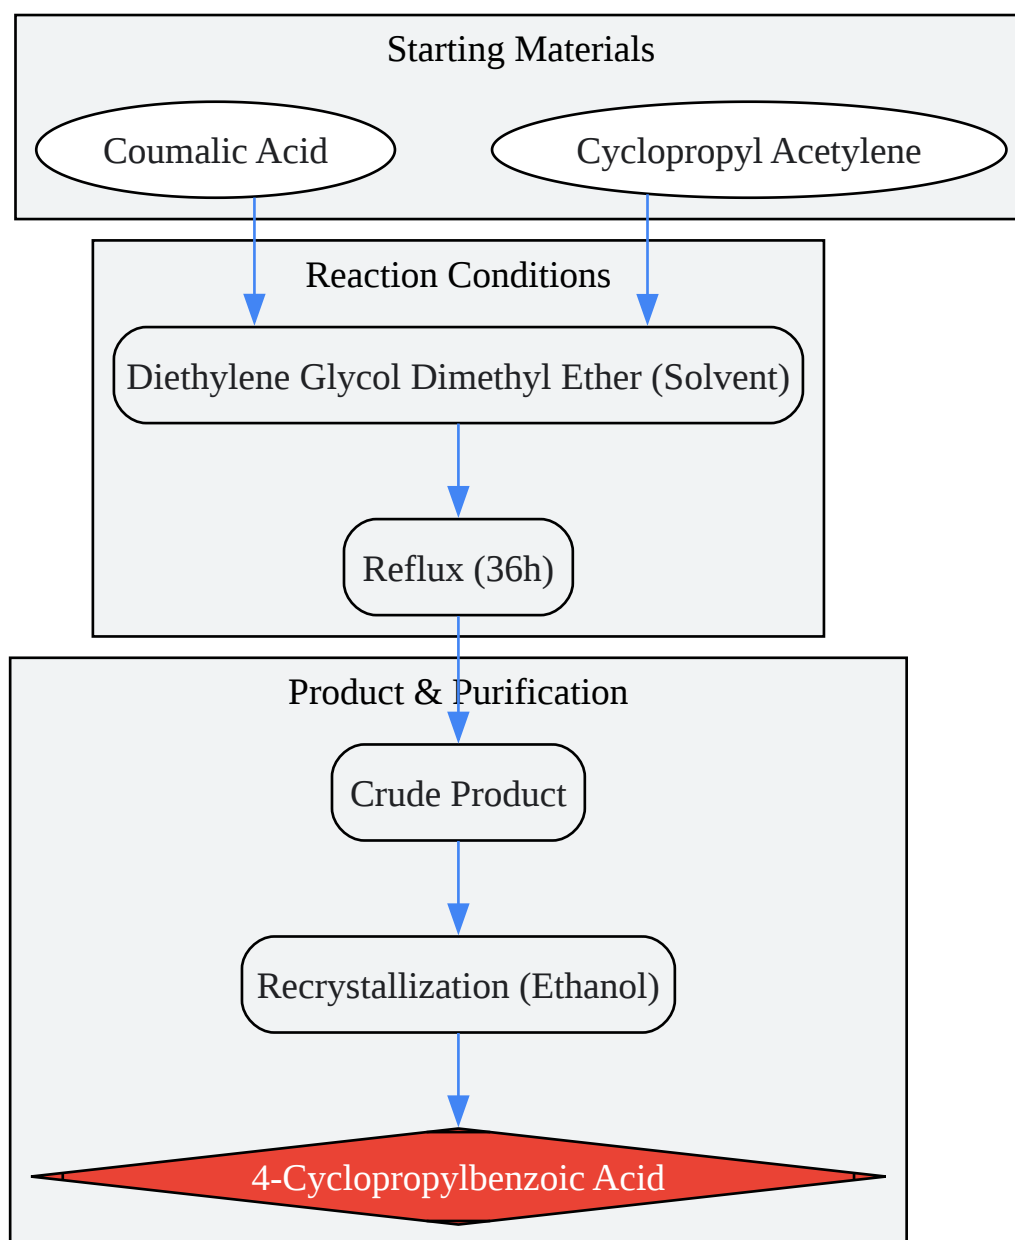 Starting Materials
Coumalic Acid
Cyclopropyl Acetylene
Reaction Conditions
Diethylene Glycol Dimethyl Ether (Solvent)
Reflux (36h)
Product & Purification
Crude Product
Recrystallization (Ethanol)
4-Cyclopropylbenzoic Acid